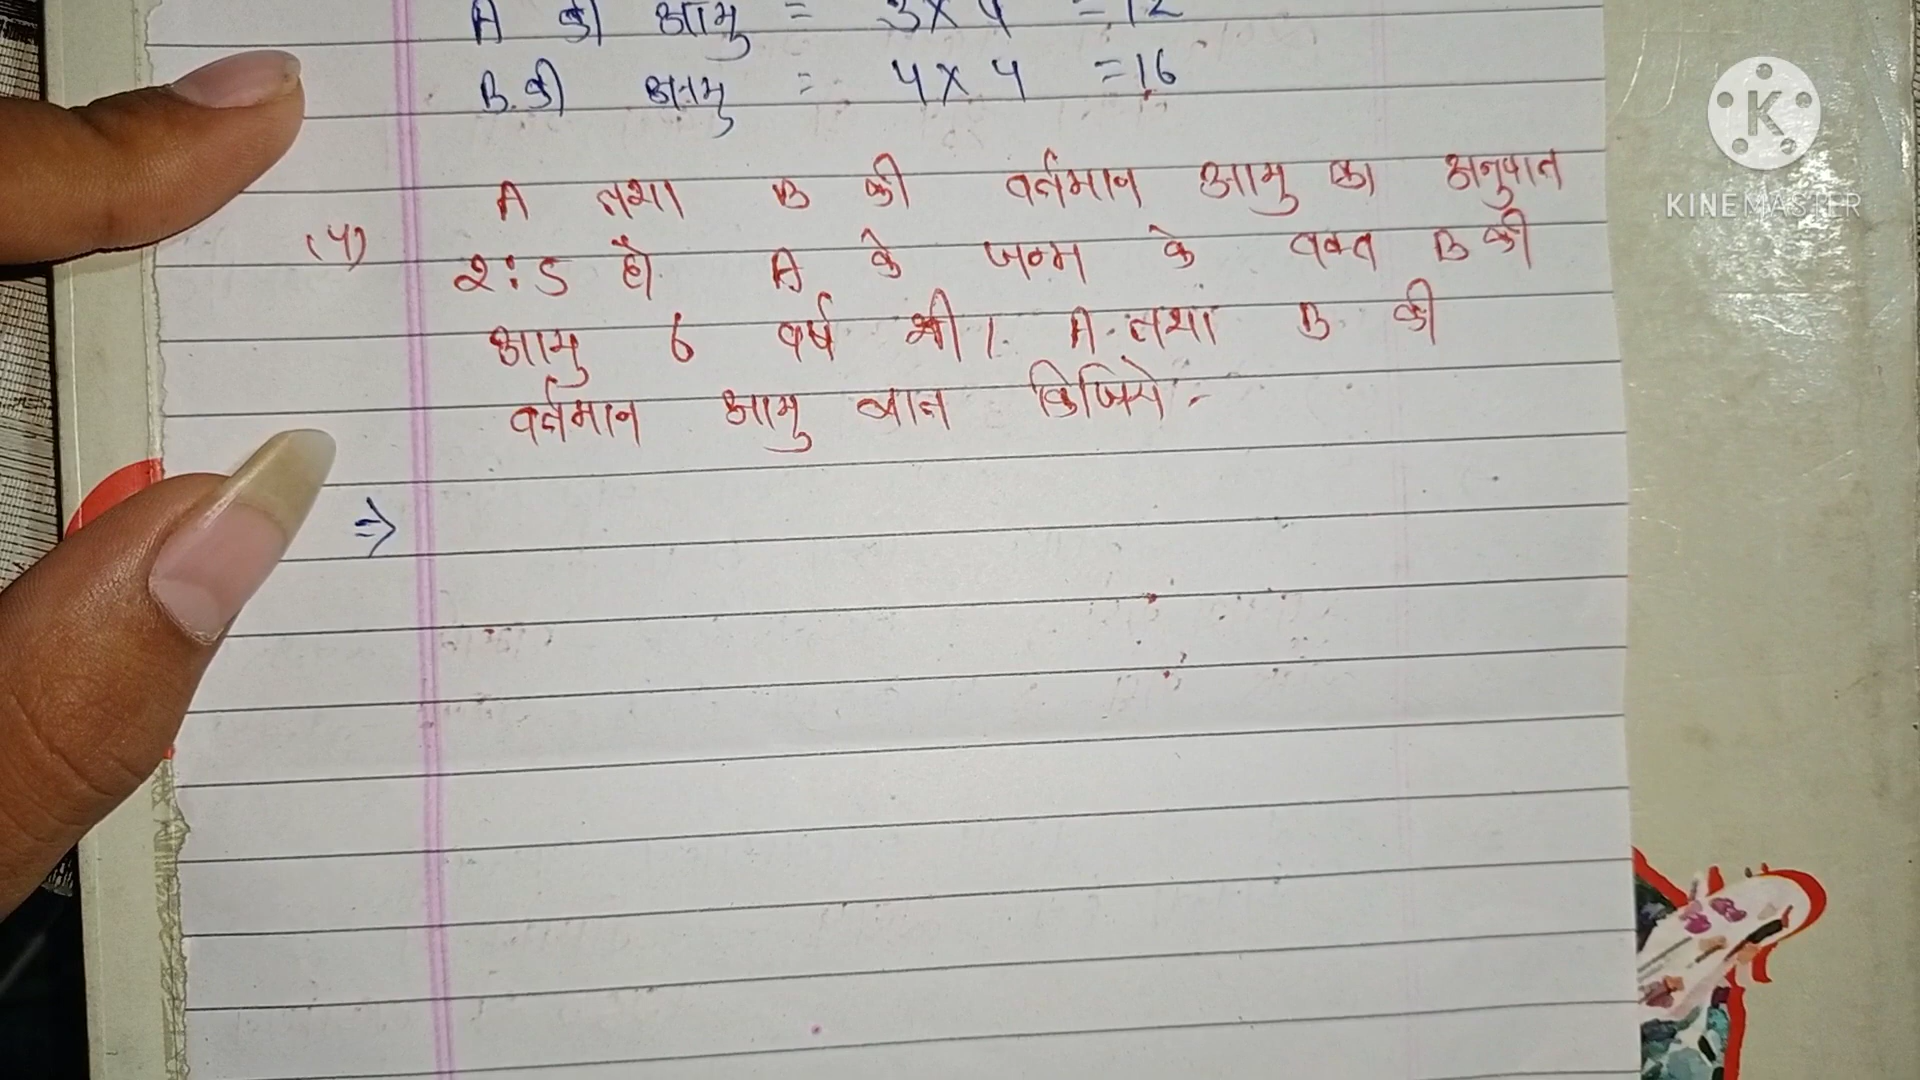 A की आयु = 3×4 = 12
B. की आयु = 4×4 = 16
A तथा B की वर्तमान आयु का अनुपात
(4) २:5 है. A के जन्म के वक्त B की
आयु 6 वर्ष थी। A तथा B की
वर्तमान आयु ज्ञात किजिये -
⇒
K
KINEMASTER